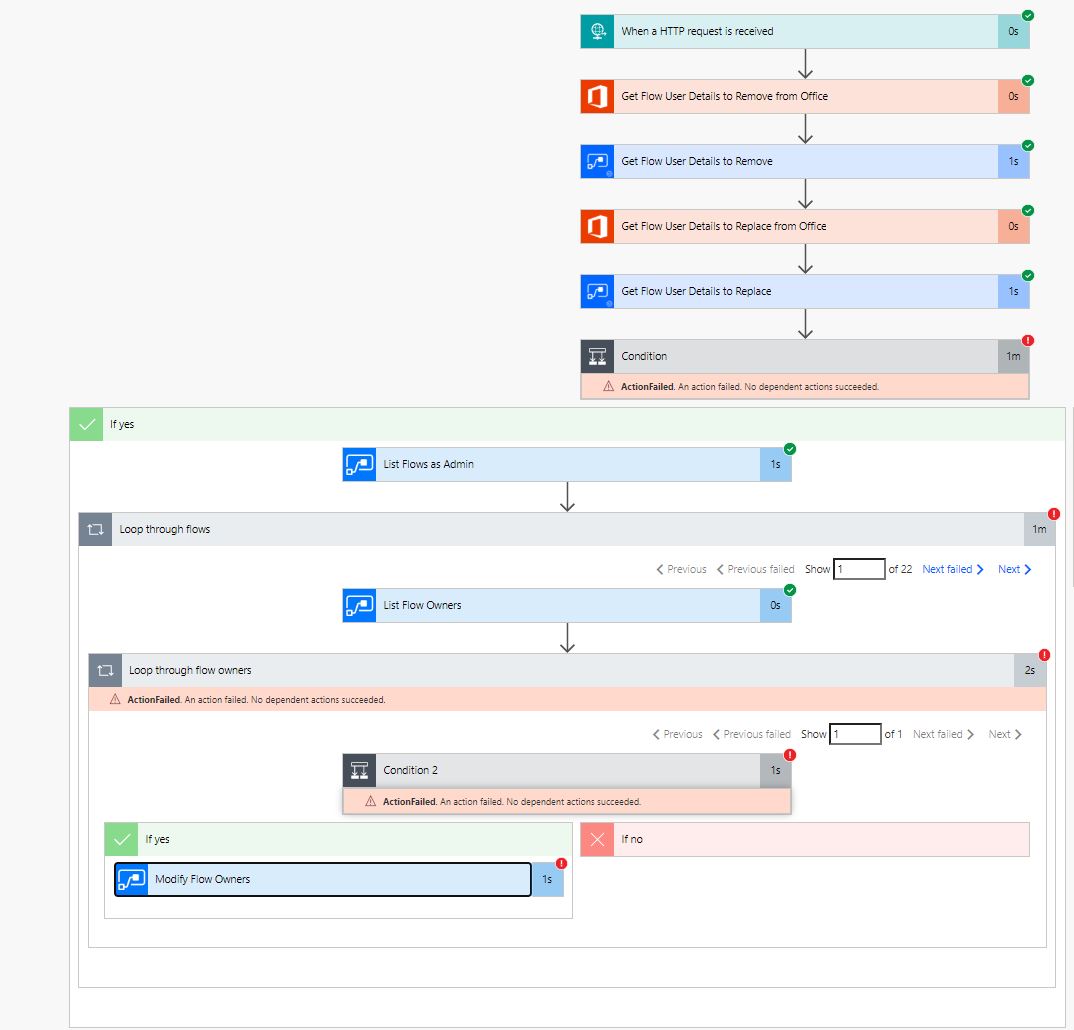 When a HTTP request is received 0s
Get Flow User Details to Remove from Office 0s
Get Flow User Details to Remove 1s
Get Flow User Details to Replace from Office 0s
Get Flow User Details to Replace 1s
Condition 1m
ActionFailed. An action failed. No dependent actions succeeded.
If yes
List Flows as Admin 1s
Loop through flows 1m
Previous Previous failed Show 1 of 22 Next failed Next
List Flow Owners 0s
Loop through flow owners 2s
ActionFailed. An action failed. No dependent actions succeeded.
Previous Previous failed Show 1 of 1 Next failed Next
Condition 2 1s
ActionFailed. An action failed. No dependent actions succeeded.
If yes
If no
Modify Flow Owners 1s